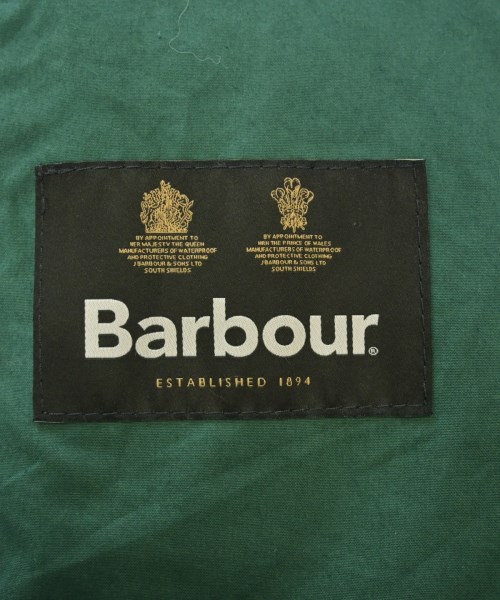 BY APPOINTMENT TO
HER MAJESTY THE QUEEN
MANUFACTURERS OF WATERPROOF
AND PROTECTIVE CLOTHING
J BARBOUR & SONS LTD
SOUTH SHIELDS
BY APPOINTMENT TO
HRH THE PRINCE OF WALES
MANUFACTURERS OF WATERPROOF
AND PROTECTIVE CLOTHING
J BARBOUR & SONS LTD
SOUTH SHIELDS
Barbour®
ESTABLISHED 1894